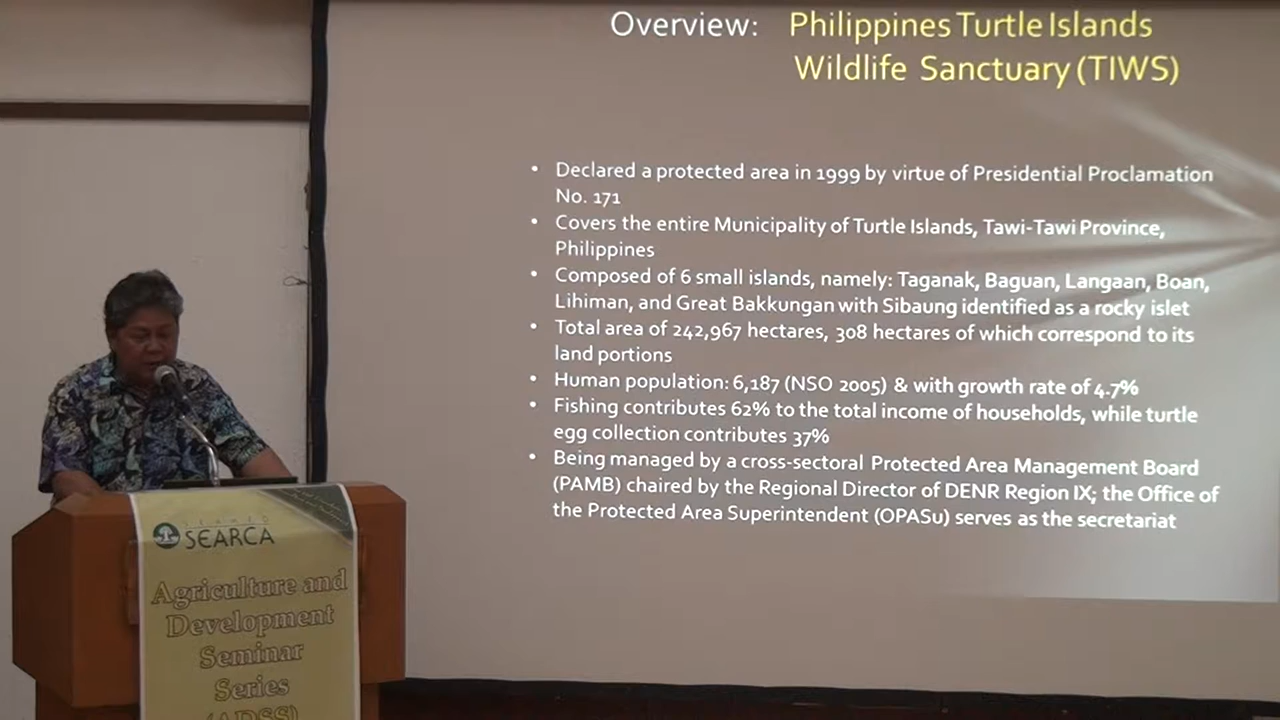 Overview: Philippines Turtle Islands
Wildlife Sanctuary (TIWS)
• Declared a protected area in 1999 by virtue of Presidential Proclamation
No. 171
• Covers the entire Municipality of Turtle Islands, Tawi-Tawi Province,
Philippines
• Composed of 6 small islands, namely: Taganak, Baguan, Langaan, Boan,
Lihiman, and Great Bakkungan with Sibaung identified as a rocky islet
• Total area of 242,967 hectares, 308 hectares of which correspond to its
land portions
• Human population: 6,187 (NSO 2005) & with growth rate of 4.7%
• Fishing contributes 62% to the total income of households, while turtle
egg collection contributes 37%
• Being managed by a cross-sectoral Protected Area Management Board
(PAMB) chaired by the Regional Director of DENR Region IX; the Office of
the Protected Area Superintendent (OPASu) serves as the secretariat
SEAMEO
SEARCA
Agriculture and
Development
Seminar
Series
(ADSS)